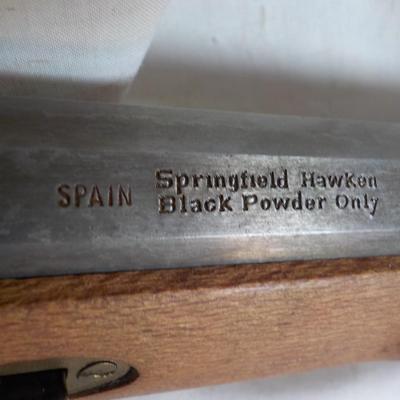 SPAIN
Springfield Hawken
Black Powder Only